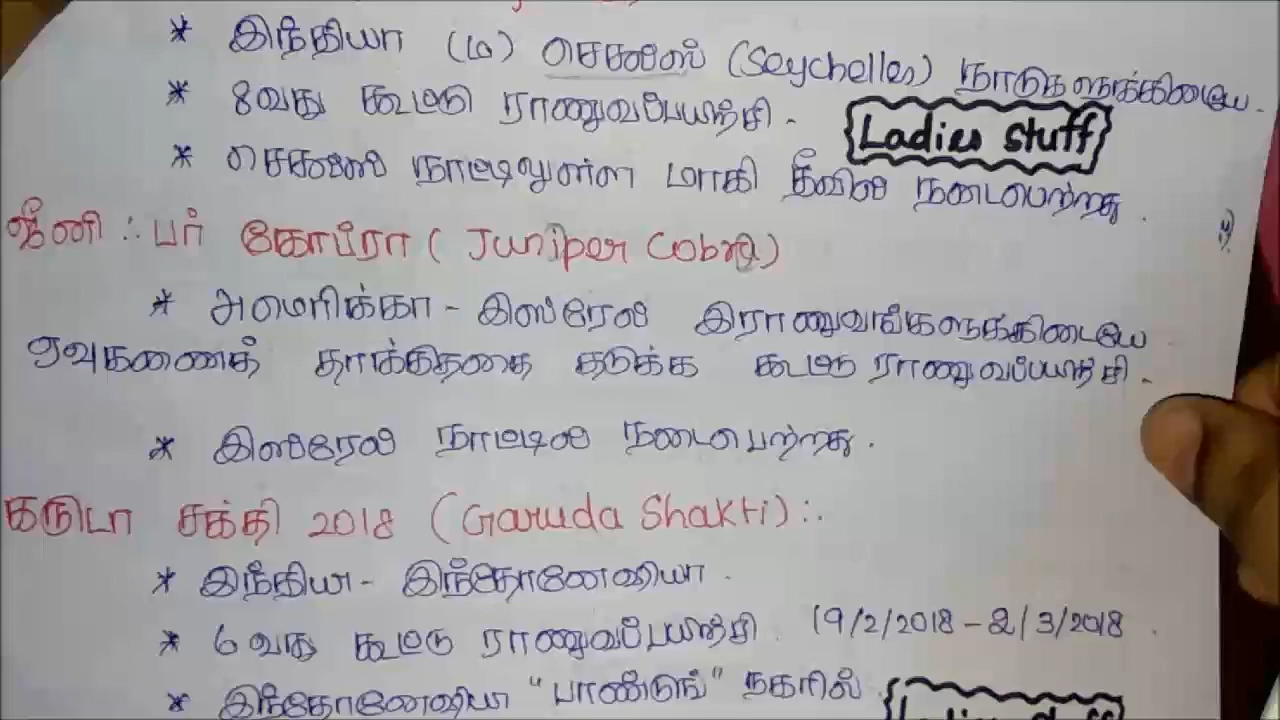 * இந்தியா (ம) செசல்ஸ் (Seychelles) நாடுகளுக்கிடையே.
* 8வது கூட்டு ராணுவப்பயிற்சி.
Ladies stuff
* செசல்ஸ் நாட்டிலுள்ள மாகி தீவில் நடைபெற்றது.
ஜீனிபர் கோப்ரா (Juniper Cobra)
* அமெரிக்கா - இஸ்ரேல் இராணுவங்களுக்கிடையே
ஏவுகணைத் தாக்குதலை தடுக்க கூட்டு ராணுவப்பயிற்சி.
* இஸ்ரேல் நாட்டில் நடைபெற்றது.
கருடா சக்தி 2018 (Garuda Shakti):.
* இந்தியா - இந்தோனேஷியா.
* 6வது கூட்டு ராணுவப்பயிற்சி 19/2/2018 - 2/3/2018.
* இந்தோனேஷியா "பாண்டுங்" நகரில்
Ladies stuff